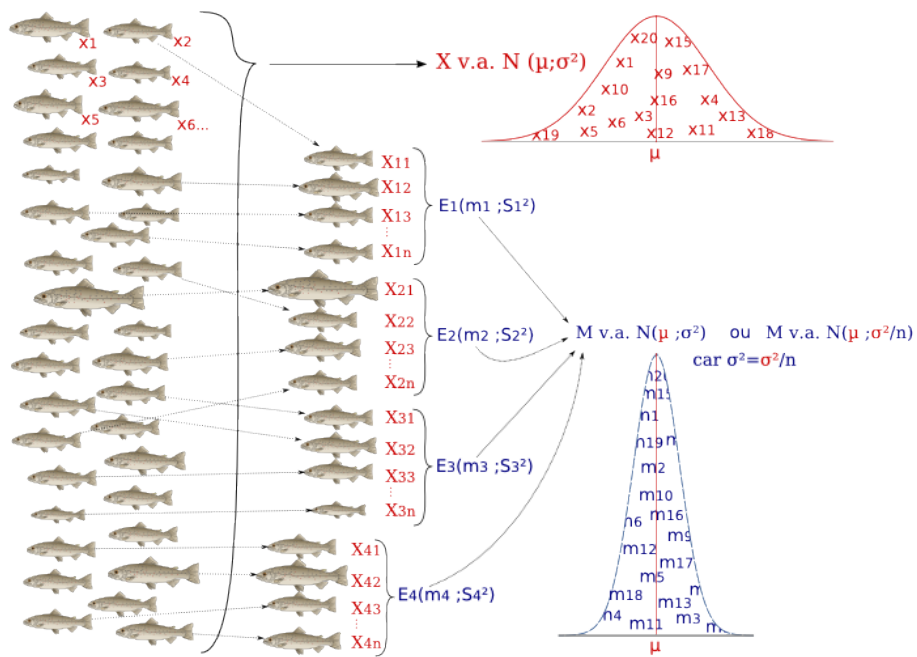 x1
x2
x3
x4
x5
x6...
X v.a. N (μ;σ²)
x20
x15
x1
x9
x17
x10
x16
x4
x2
x6
x3
x13
x19
x5
x12
x11
x18
μ
X11
X12
X13
X1n
E1(m1 ;S1²)
X21
X22
X23
X2n
E2(m2 ;S2²)
X31
X32
X33
X3n
E3(m3 ;S3²)
X41
X42
X43
X4n
E4(m4 ;S4²)
M v.a. N(μ ;σ²) ou M v.a. N(μ ;σ²/n)
car σ²=σ²/n
m15
m2
m10
m16
m12
m17
m5
m18
m13
m11
m3
μ